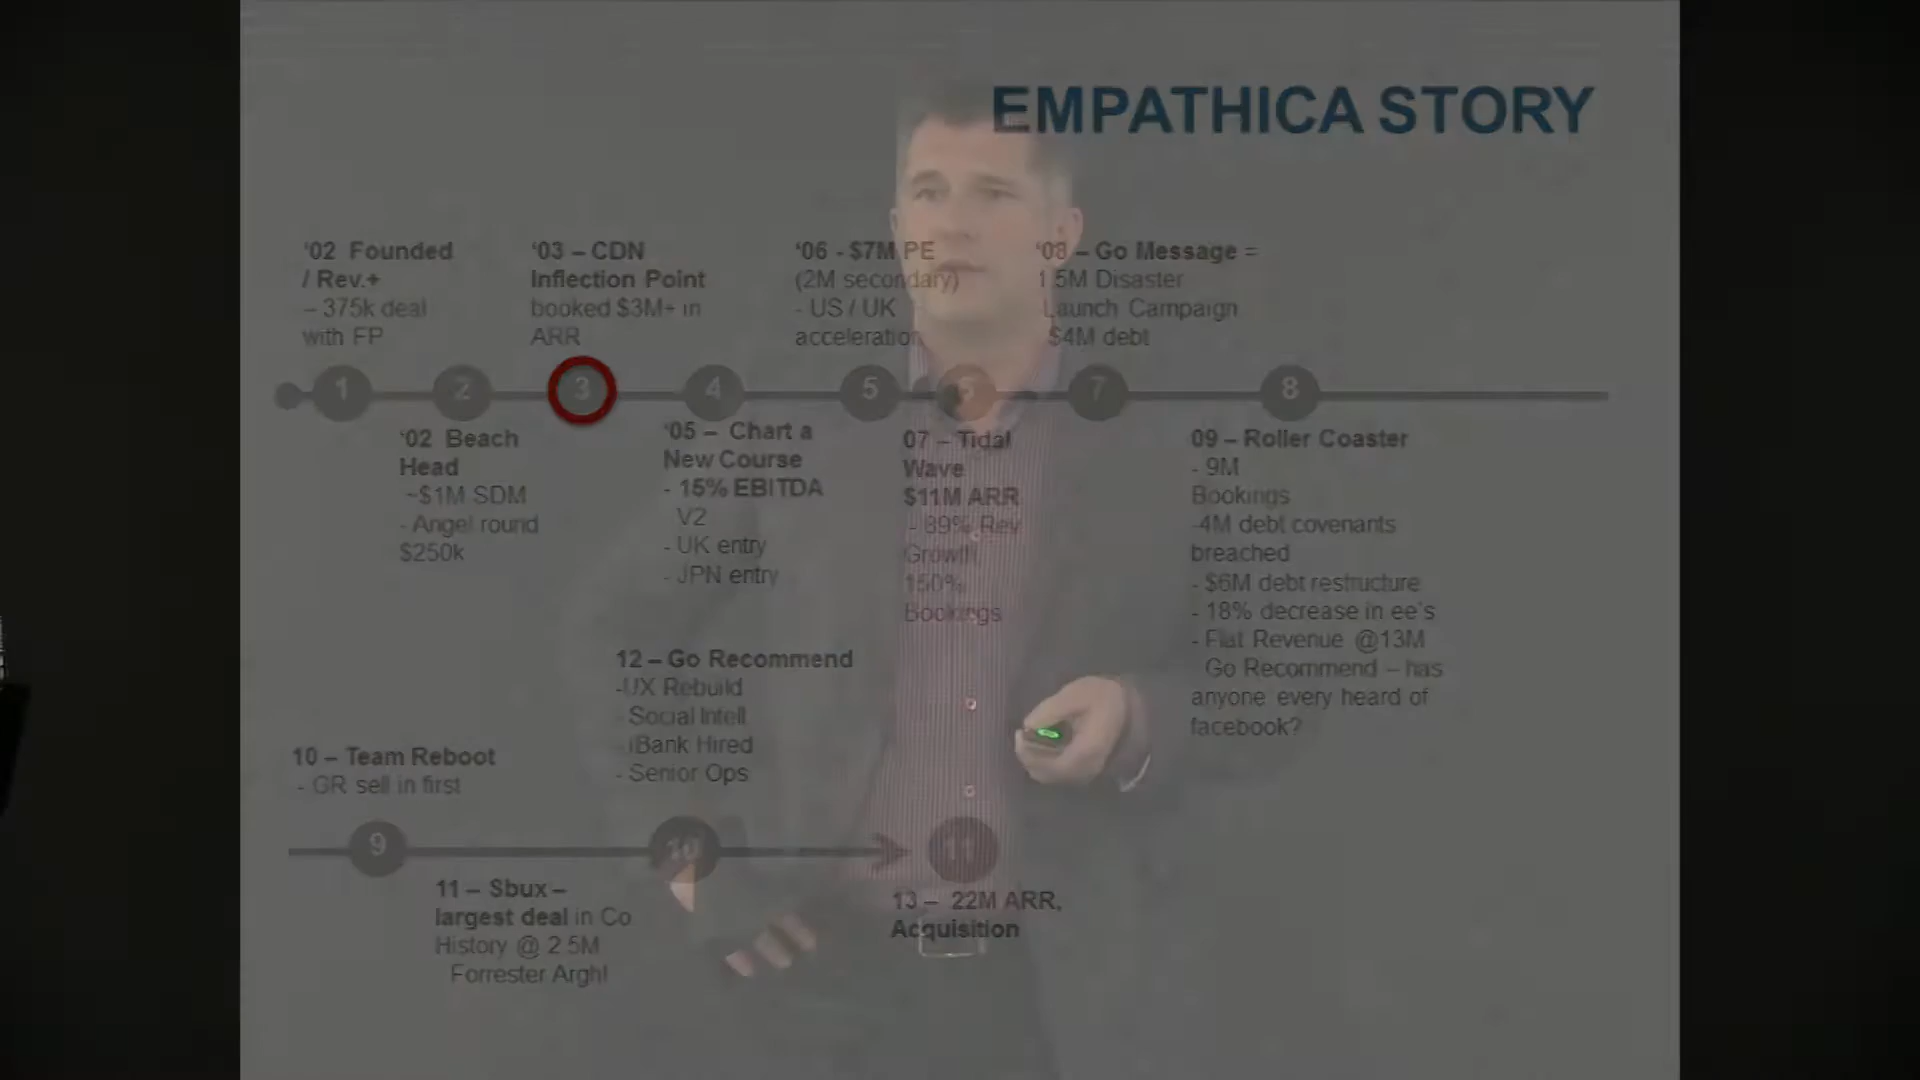 EMPATHICA STORY
‘02 Founded
/ Rev.+
– 375k deal
with FP
‘03 – CDN
Inflection Point
booked $3M+ in
ARR
‘06 - $7M PE
(2M secondary)
- US / UK
acceleration
‘08 – Go Message =
1.5M Disaster
Launch Campaign
$4M debt
1
2
3
4
5
6
7
8
‘02 Beach
Head
~$1M SDM
- Angel round
$250k
‘05 – Chart a
New Course
- 15% EBITDA
V2
- UK entry
- JPN entry
07 – Tidal
Wave
$11M ARR
- 89% Rev
Growth
150%
Bookings
09 – Roller Coaster
- 9M
Bookings
-4M debt covenants
breached
- $6M debt restructure
- 18% decrease in ee's
- Flat Revenue @13M
Go Recommend – has
anyone every heard of
facebook?
12 – Go Recommend
-UX Rebuild
- Social Intell
- iBank Hired
- Senior Ops
10 – Team Reboot
- GR sell in first
9
10
11
11 – Sbux –
largest deal in Co
History @ 2.5M
Forrester Argh!
13 – 22M ARR,
Acquisition